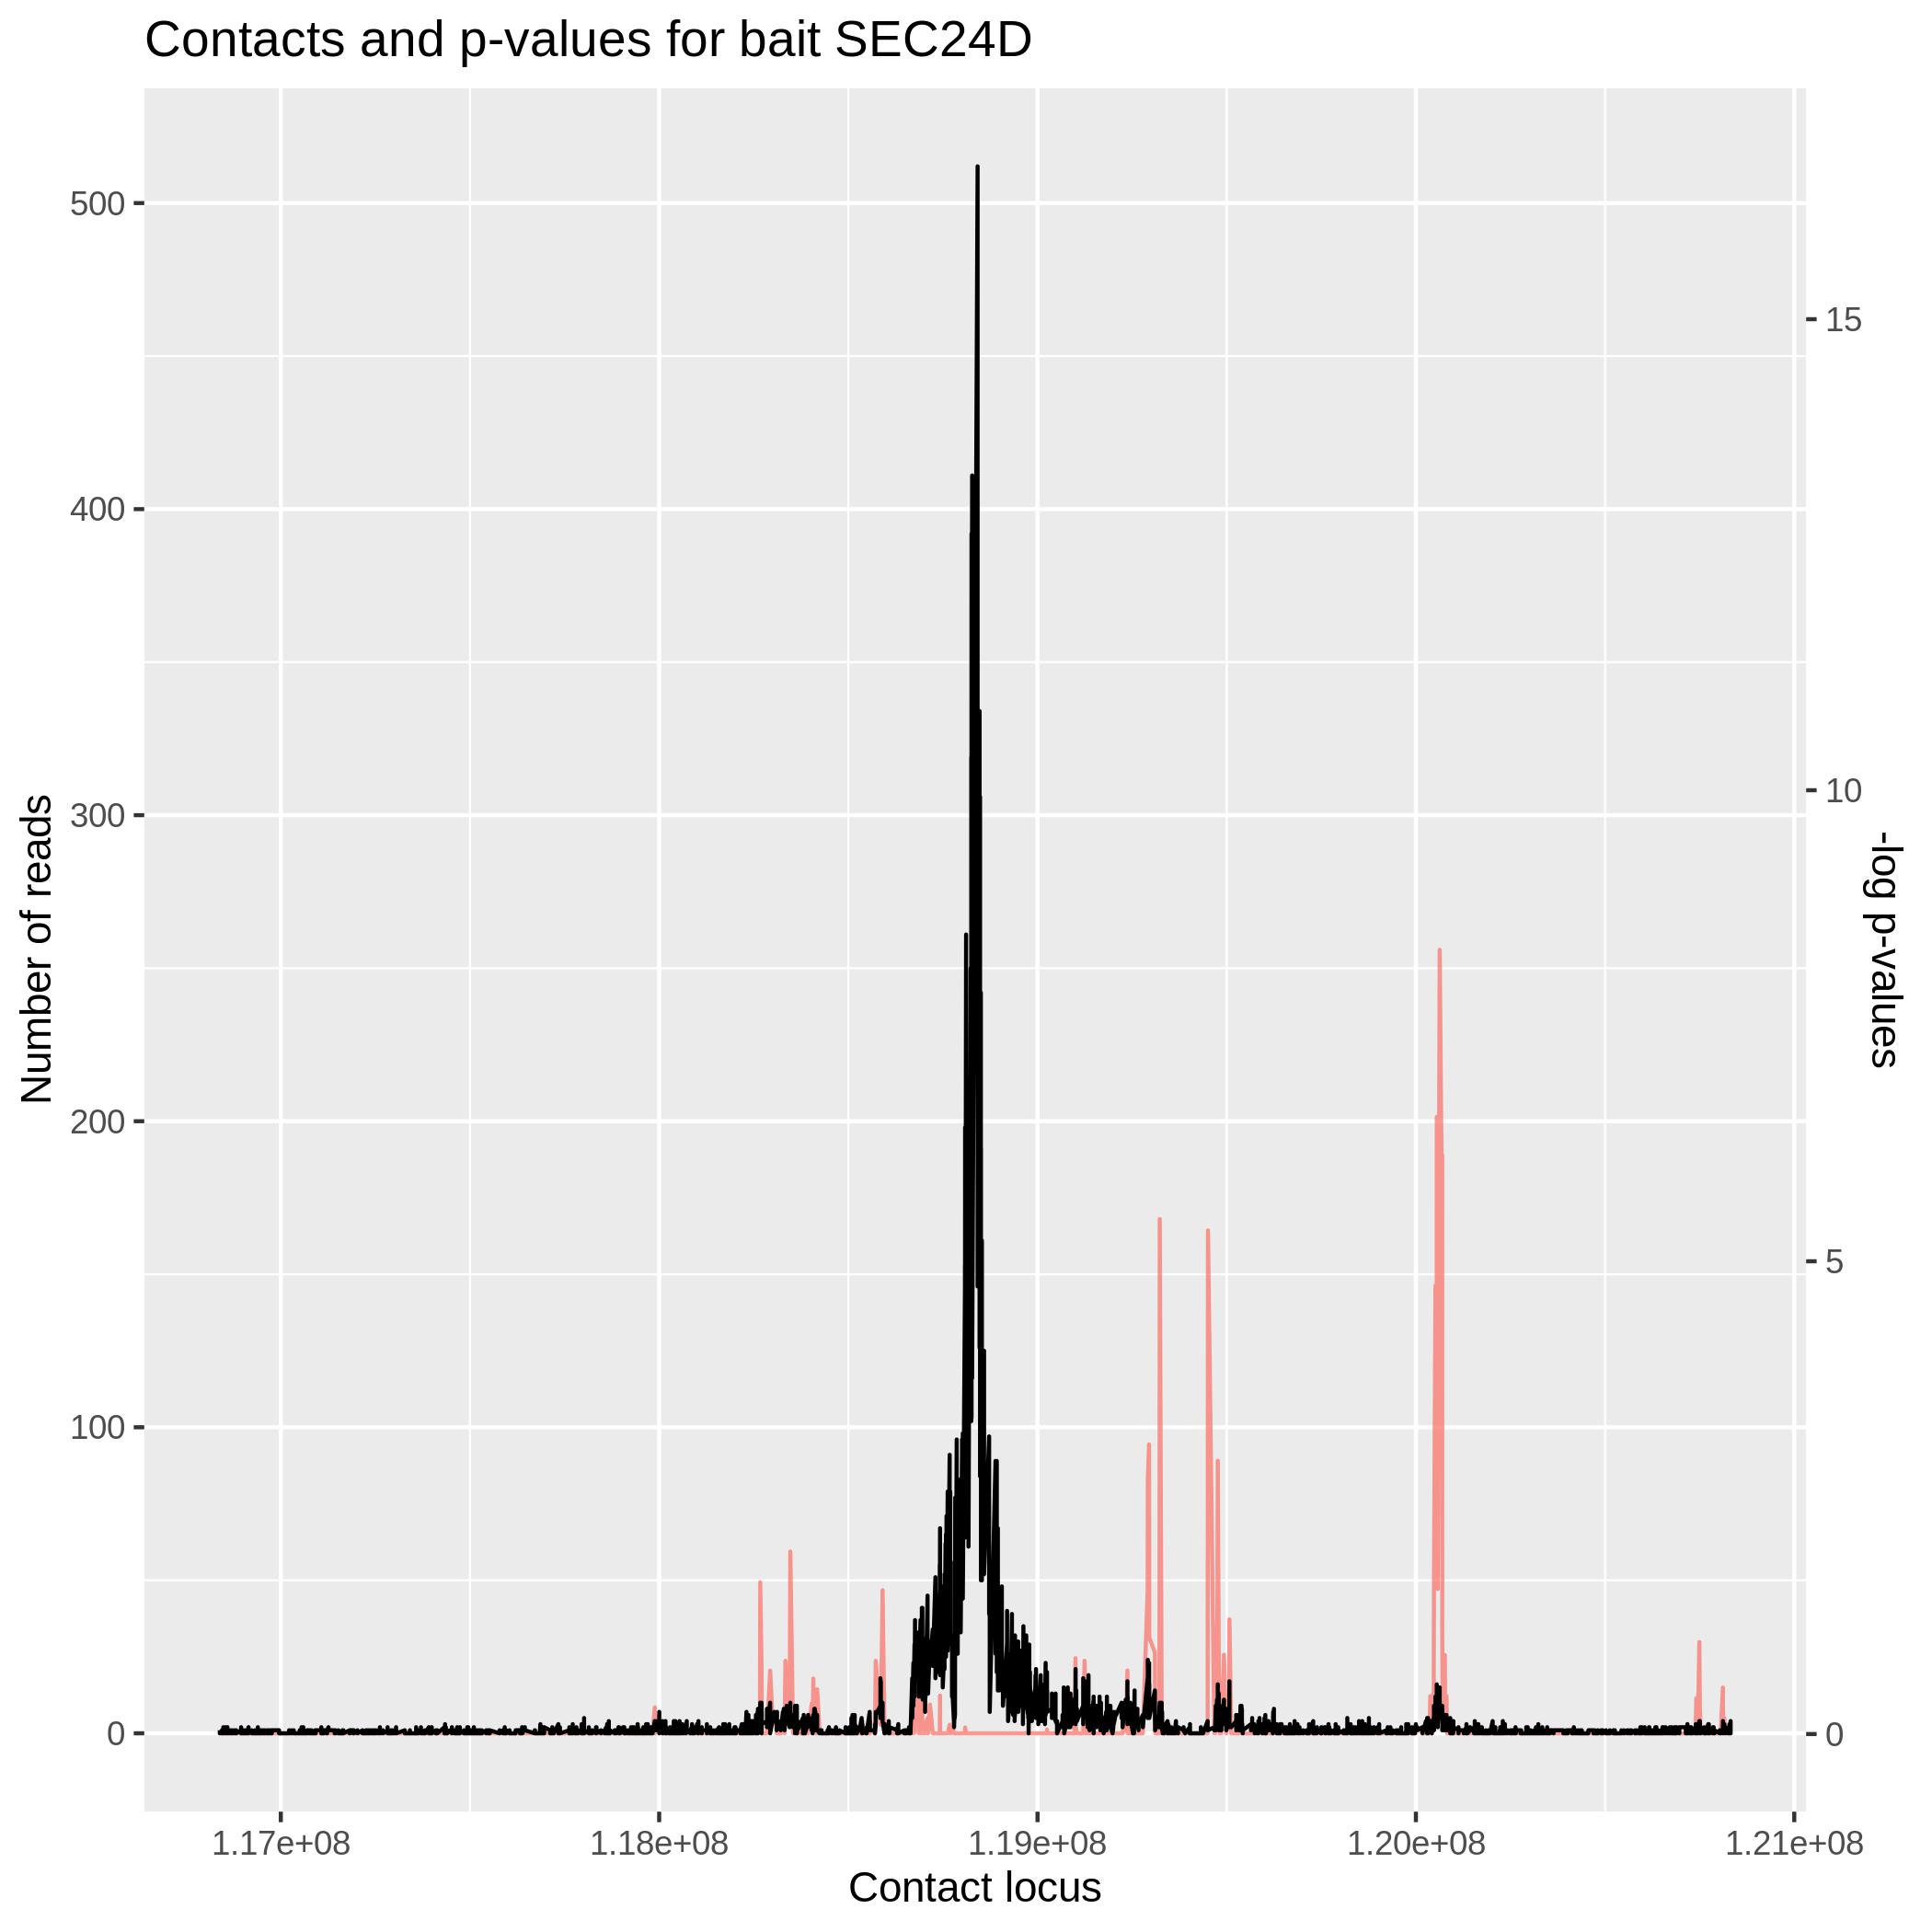 Contacts and p-values for bait SEC24D
500
400
300
200
100
0
Number of reads
15
10
5
0
-log p-values
1.17e+08
1.18e+08
1.19e+08
1.20e+08
1.21e+08
Contact locus